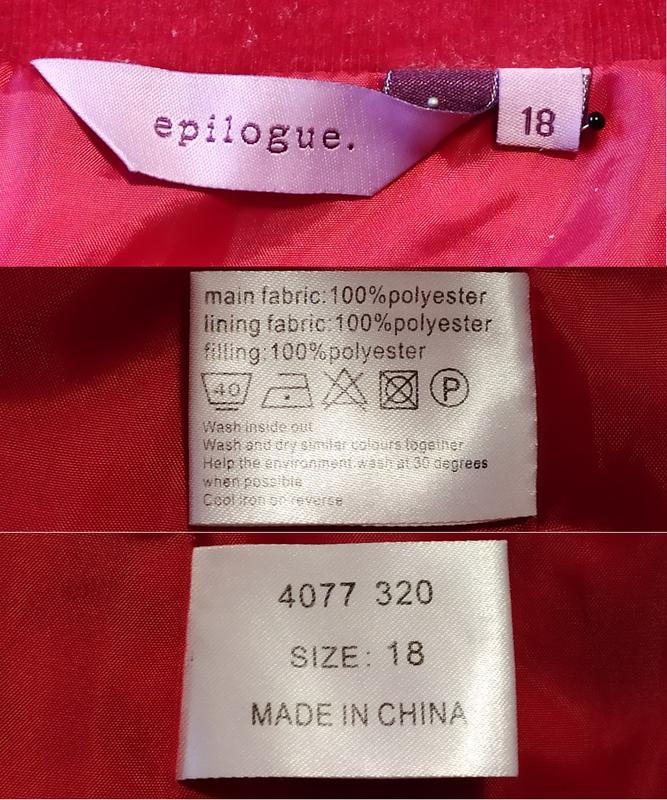 epilogue.
18
main fabric:100%polyester
lining fabric:100%polyester
filling:100%polyester
40
P
Wash inside out
Wash and dry similar colours together
Help the environment wash at 30 degrees
when possible
Cool iron on reverse
4077 320
SIZE: 18
MADE IN CHINA